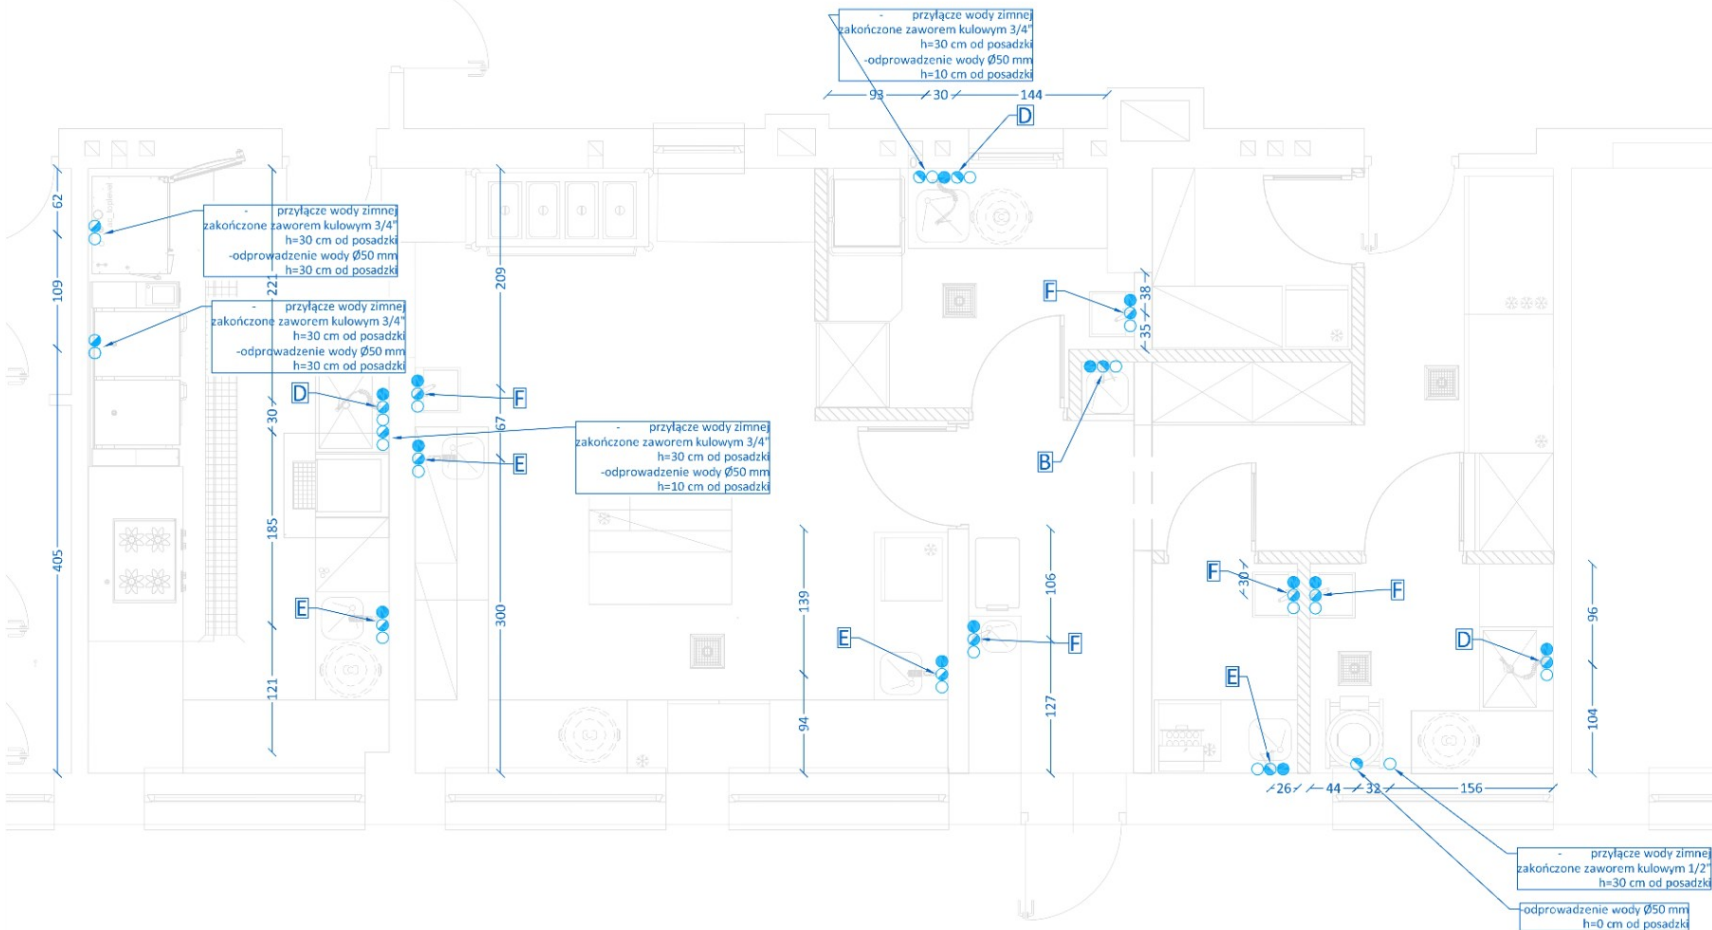 - przyłącze wody zimnej
zakończone zaworem kulowym 3/4"
h=30 cm od posadzki
-odprowadzenie wody Ø50 mm
h=10 cm od posadzki
93
30
144
D
62
109
405
- przyłącze wody zimnej
zakończone zaworem kulowym 3/4"
h=30 cm od posadzki
-odprowadzenie wody Ø50 mm
h=30 cm od posadzki
221
- przyłącze wody zimnej
zakończone zaworem kulowym 3/4"
h=30 cm od posadzki
-odprowadzenie wody Ø50 mm
h=30 cm od posadzki
D
30
185
E
121
209
F
67
E
300
- przyłącze wody zimnej
zakończone zaworem kulowym 3/4"
h=30 cm od posadzki
-odprowadzenie wody Ø50 mm
h=10 cm od posadzki
F
38
35
B
139
94
E
106
127
F
F
30
F
E
D
96
104
26
44
32
156
- przyłącze wody zimnej
zakończone zaworem kulowym 1/2"
h=30 cm od posadzki
-odprowadzenie wody Ø50 mm
h=0 cm od posadzki